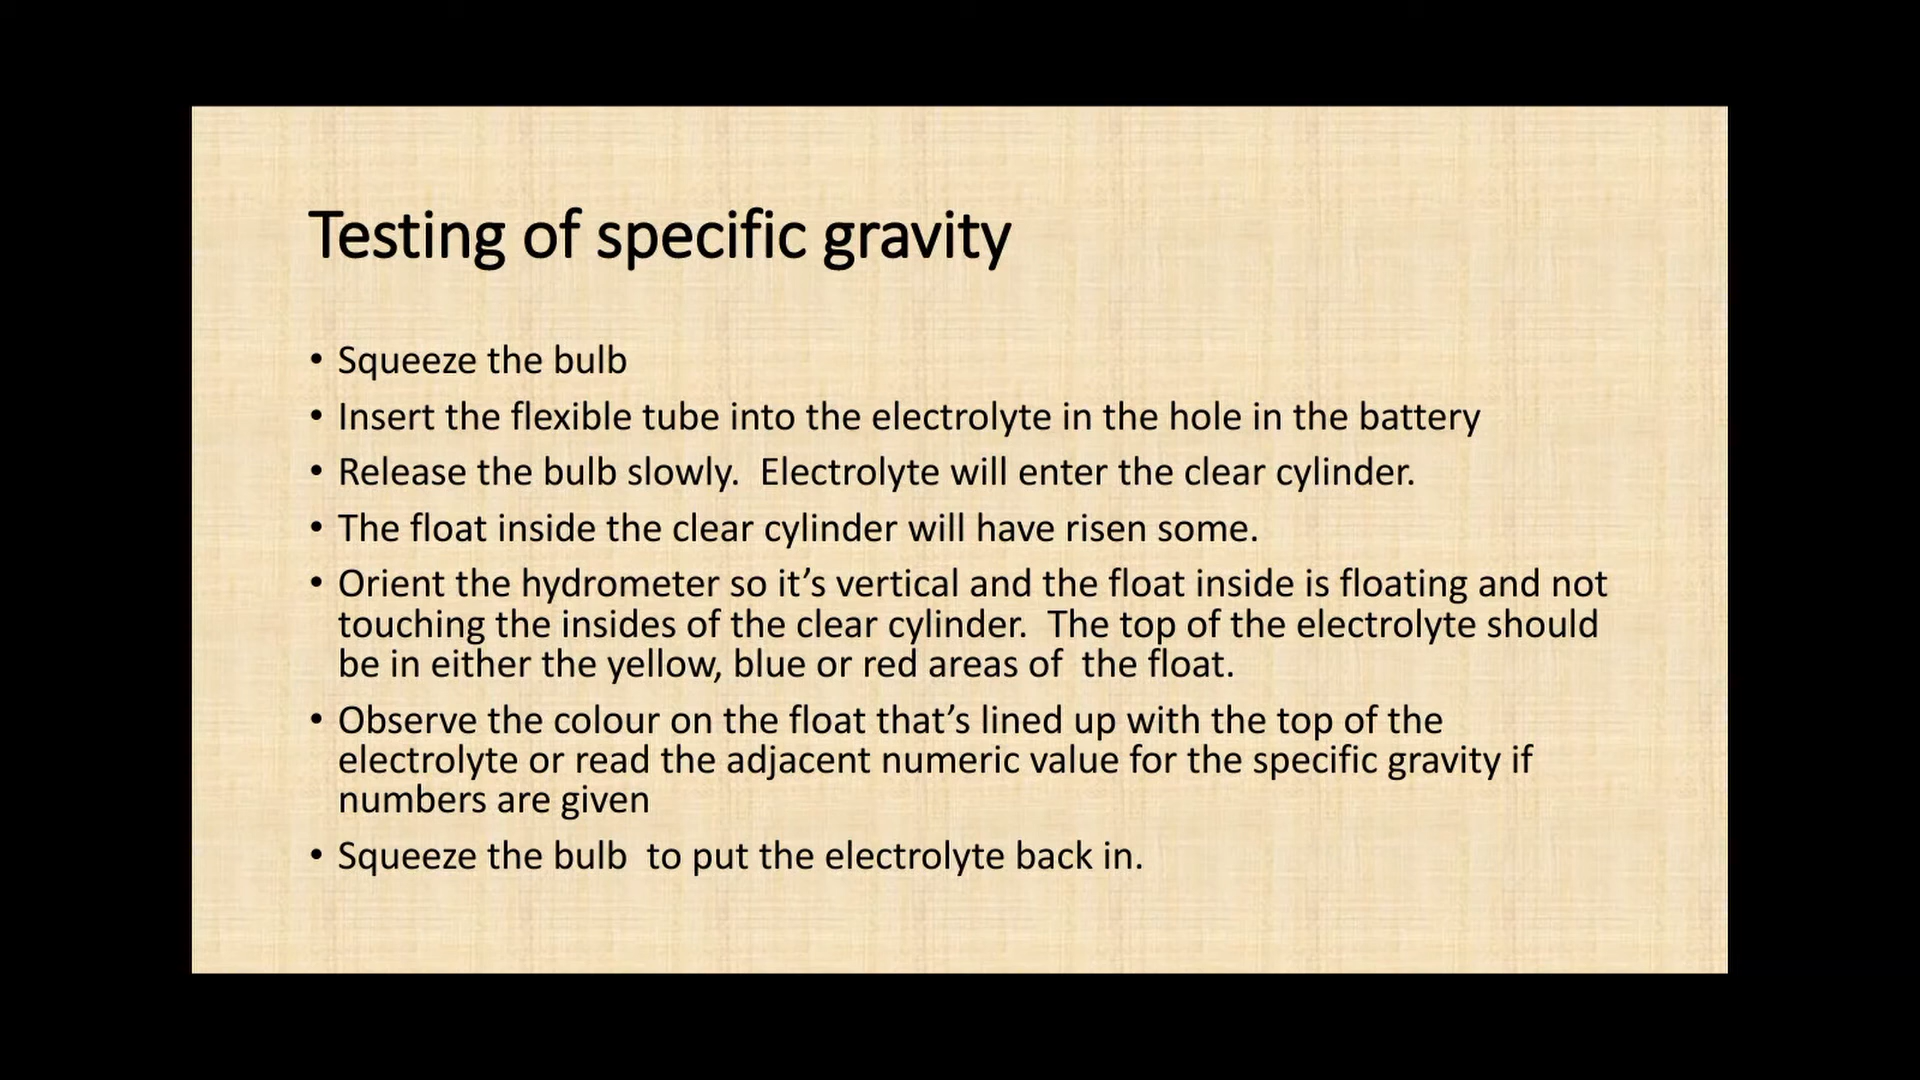 Testing of specific gravity
• Squeeze the bulb
• Insert the flexible tube into the electrolyte in the hole in the battery
• Release the bulb slowly.  Electrolyte will enter the clear cylinder.
• The float inside the clear cylinder will have risen some.
• Orient the hydrometer so it’s vertical and the float inside is floating and not
touching the insides of the clear cylinder.  The top of the electrolyte should
be in either the yellow, blue or red areas of  the float.
• Observe the colour on the float that’s lined up with the top of the
electrolyte or read the adjacent numeric value for the specific gravity if
numbers are given
• Squeeze the bulb  to put the electrolyte back in.